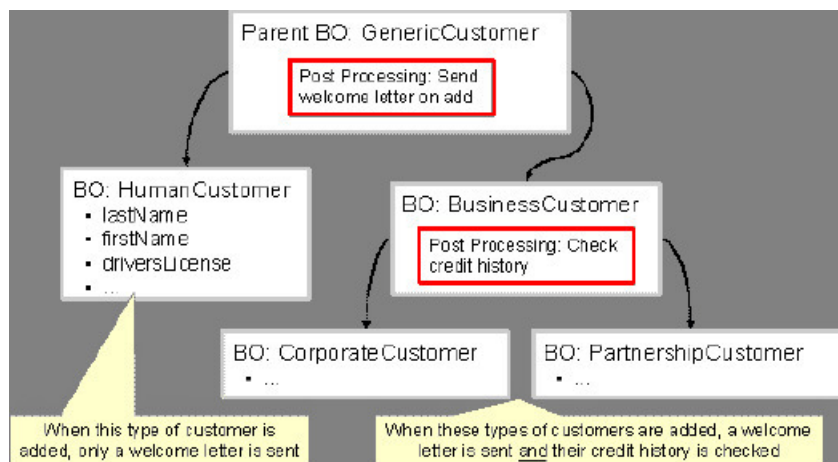 Parent BO: GenericCustomer
Post Processing: Send
welcome letter on add
BO: HumanCustomer
▪ lastName
▪ firstName
▪ driversLicense
▪ ...
BO: BusinessCustomer
Post Processing: Check
credit history
BO: CorporateCustomer
▪ ...
BO: PartnershipCustomer
▪ ...
When this type of customer is
added, only a welcome letter is sent
When these types of customers are added, a welcome
letter is sent and their credit history is checked